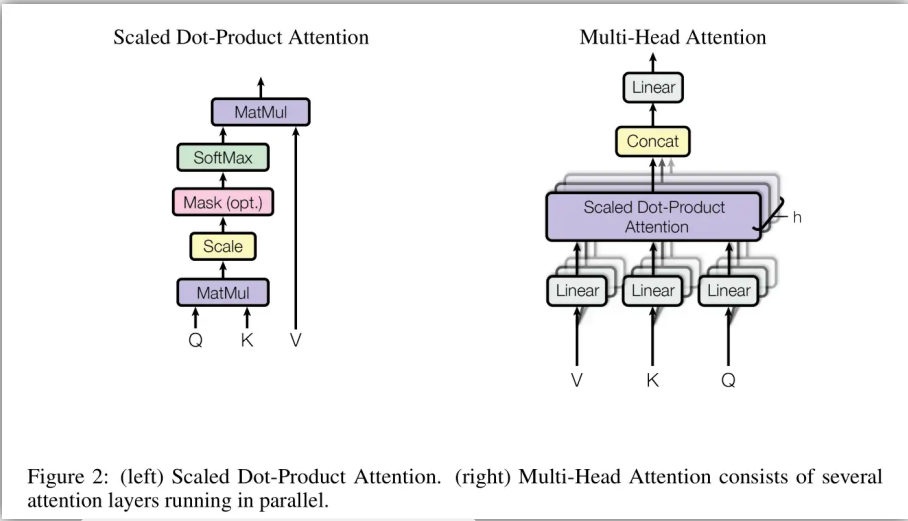 Scaled Dot-Product Attention
MatMul
SoftMax
Mask (opt.)
Scale
MatMul
Q K V
Multi-Head Attention
Linear
Concat
Scaled Dot-Product
Attention
h
Linear Linear Linear
V K Q
Figure 2: (left) Scaled Dot-Product Attention. (right) Multi-Head Attention consists of several
attention layers running in parallel.